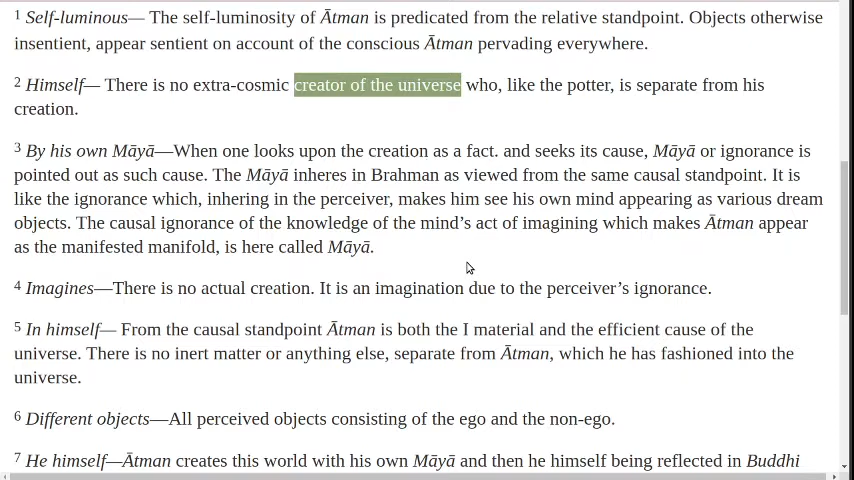 1 Self-luminous— The self-luminosity of Ātman is predicated from the relative standpoint. Objects otherwise
insentient, appear sentient on account of the conscious Ātman pervading everywhere.
2 Himself— There is no extra-cosmic creator of the universe who, like the potter, is separate from his
creation.
3 By his own Māyā—When one looks upon the creation as a fact. and seeks its cause, Māyā or ignorance is
pointed out as such cause. The Māyā inheres in Brahman as viewed from the same causal standpoint. It is
like the ignorance which, inhering in the perceiver, makes him see his own mind appearing as various dream
objects. The causal ignorance of the knowledge of the mind’s act of imagining which makes Ātman appear
as the manifested manifold, is here called Māyā.
4 Imagines—There is no actual creation. It is an imagination due to the perceiver’s ignorance.
5 In himself— From the causal standpoint Ātman is both the I material and the efficient cause of the
universe. There is no inert matter or anything else, separate from Ātman, which he has fashioned into the
universe.
6 Different objects—All perceived objects consisting of the ego and the non-ego.
7 He himself—Ātman creates this world with his own Māyā and then he himself being reflected in Buddhi